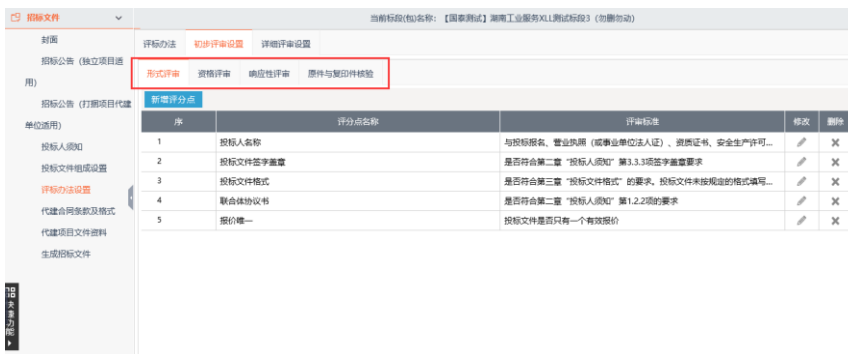 招标文件
当前标段(包)名称: 【国泰测试】湖南工业服务XLL测试标段3 (勿删勿动)
封面
招标公告 (独立项目适
用)
招标公告 (打捆项目代建
单位适用)
投标人须知
投标文件组成设置
评标办法设置
代建合同条款及格式
代建项目文件资料
生成招标文件
评标办法 初步评审设置 详细评审设置
形式评审 资格评审 响应性评审 原件与复印件核验
新增评分点
序 评分点名称 评审标准 修改 删除
1 投标人名称 与投标报名、营业执照 (或事业单位法人证) 、资质证书、安全生产许可...
2 投标文件签字盖章 是否符合第二章 “投标人须知” 第3.3.3项签字盖章要求
3 投标文件格式 是否符合第三章 “投标文件格式” 的要求。投标文件未按规定的格式填写...
4 联合体协议书 是否符合第二章 “投标人须知” 第1.2.2项的要求
5 报价唯一 投标文件是否只有一个有效报价